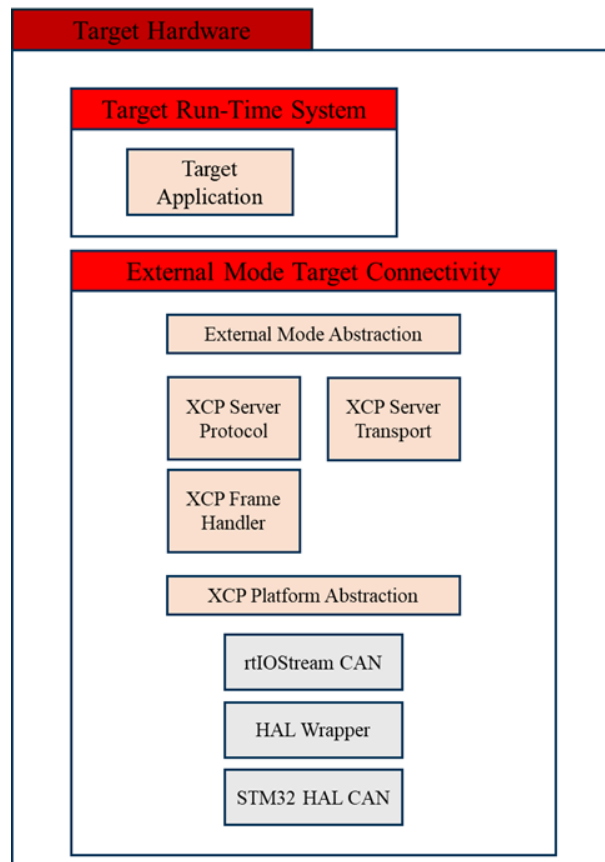 Target Hardware
Target Run-Time System
Target
Application
External Mode Target Connectivity
External Mode Abstraction
XCP Server
Protocol
XCP Server
Transport
XCP Frame
Handler
XCP Platform Abstraction
rtIOStream CAN
HAL Wrapper
STM32 HAL CAN